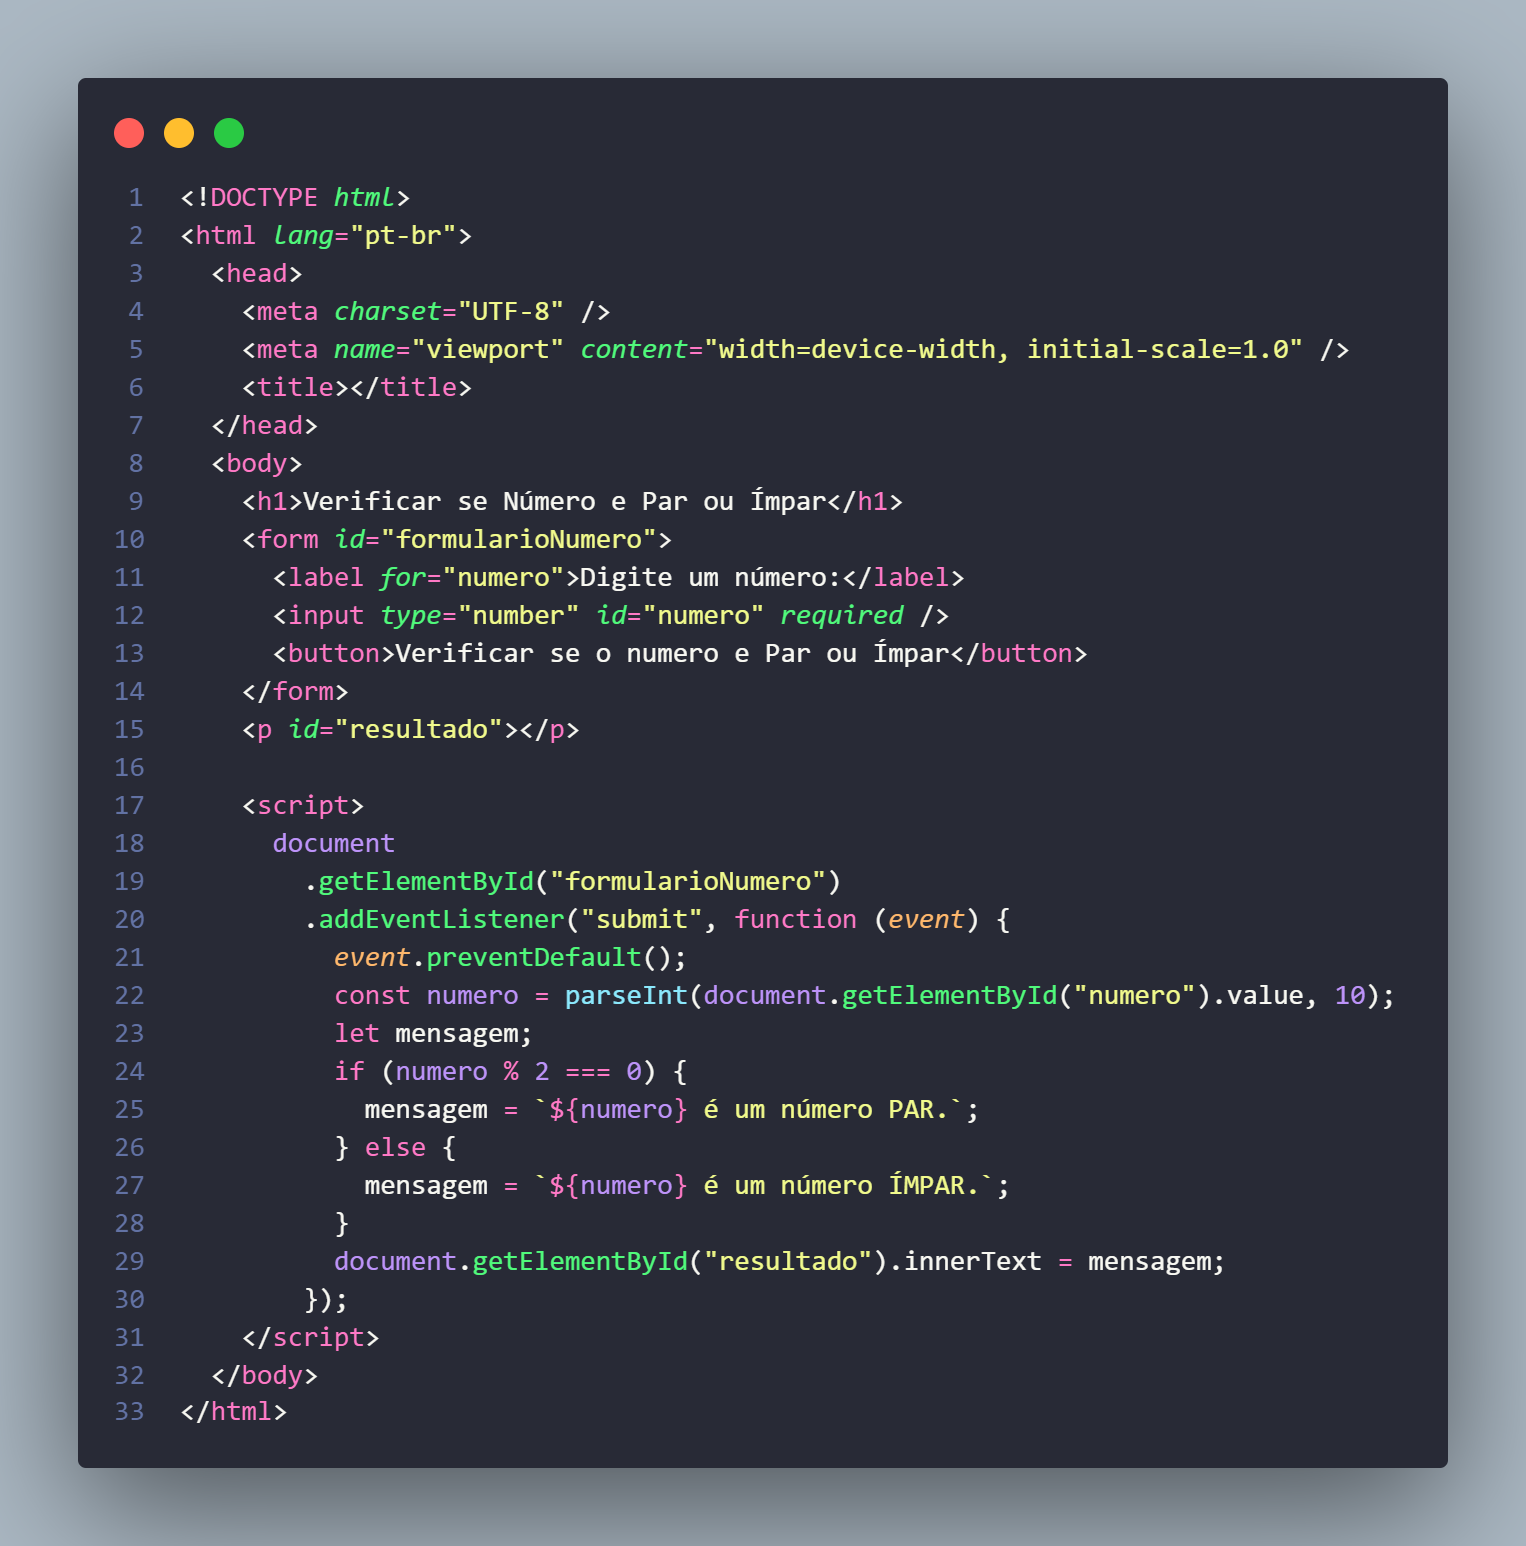 1 <!DOCTYPE html>
2 <html lang="pt-br">
3   <head>
4     <meta charset="UTF-8" />
5     <meta name="viewport" content="width=device-width, initial-scale=1.0" />
6     <title></title>
7   </head>
8   <body>
9     <h1>Verificar se Número e Par ou Ímpar</h1>
10     <form id="formularioNumero">
11       <label for="numero">Digite um número:</label>
12       <input type="number" id="numero" required />
13       <button>Verificar se o numero e Par ou Ímpar</button>
14     </form>
15     <p id="resultado"></p>
16
17     <script>
18       document
19         .getElementById("formularioNumero")
20         .addEventListener("submit", function (event) {
21           event.preventDefault();
22           const numero = parseInt(document.getElementById("numero").value, 10);
23           let mensagem;
24           if (numero % 2 === 0) {
25             mensagem = `${numero} é um número PAR.`;
26           } else {
27             mensagem = `${numero} é um número ÍMPAR.`;
28           }
29           document.getElementById("resultado").innerText = mensagem;
30         });
31     </script>
32   </body>
33 </html>